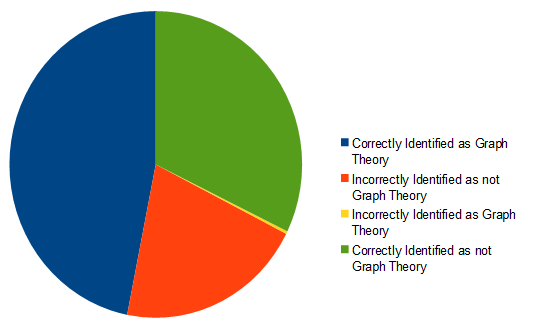 Correctly Identified as Graph
Theory
Incorrectly Identified as not
Graph Theory
Incorrectly Identified as Graph
Theory
Correctly Identified as not
Graph Theory